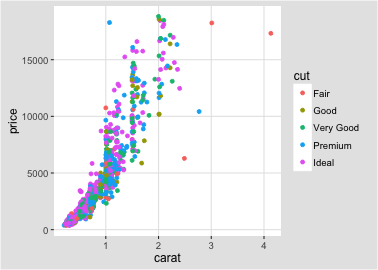 15000
10000
5000
0
price
1 2 3 4
carat
cut
Fair
Good
Very Good
Premium
Ideal